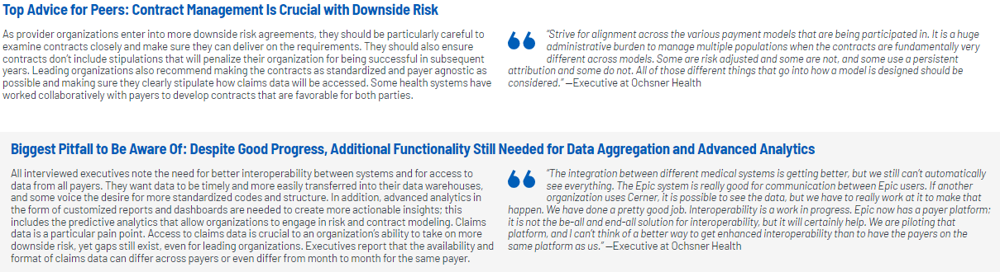 Top Advice for Peers: Contract Management Is Crucial with Downside Risk
As provider organizations enter into more downside risk agreements, they should be particularly careful to
examine contracts closely and make sure they can deliver on the requirements. They should also ensure
contracts don't include stipulations that will penalize their organization for being successful in subsequent
years. Leading organizations also recommend making the contracts as standardized and payer agnostic as
possible and making sure they clearly stipulate how claims data will be accessed. Some health systems have
worked collaboratively with payers to develop contracts that are favorable for both parties.
“Strive for alignment across the various payment models that are being participated in. It is a huge
administrative burden to manage multiple populations when the contracts are fundamentally very
different across models. Some are risk adjusted and some are not, and some use a persistent
attribution and some do not. All of those different things that go into how a model is designed should be
considered.” —Executive at Ochsner Health
Biggest Pitfall to Be Aware Of: Despite Good Progress, Additional Functionality Still Needed for Data Aggregation and Advanced Analytics
All interviewed executives note the need for better interoperability between systems and for access to
data from all payers. They want data to be timely and more easily transferred into their data warehouses,
and some voice the desire for more standardized codes and structure. In addition, advanced analytics in
the form of customized reports and dashboards are needed to create more actionable insights; this
includes the predictive analytics that allow organizations to engage in risk and contract modeling. Claims
data is a particular pain point. Access to claims data is crucial to an organization's ability to take on more
downside risk, yet gaps still exist, even for leading organizations. Executives report that the availability and
format of claims data can differ across payers or even differ from month to month for the same payer.
“The integration between different medical systems is getting better, but we still can't automatically
see everything. The Epic system is really good for communication between Epic users. If another
organization uses Cerner, it is possible to see the data, but we have to really work at it to make that
happen. We have done a pretty good job. Interoperability is a work in progress. Epic now has a payer platform;
it is not the be-all and end-all solution for interoperability, but it will certainly help. We are piloting that
platform, and I can't think of a better way to get enhanced interoperability than to have the payers on the
same platform as us.” —Executive at Ochsner Health